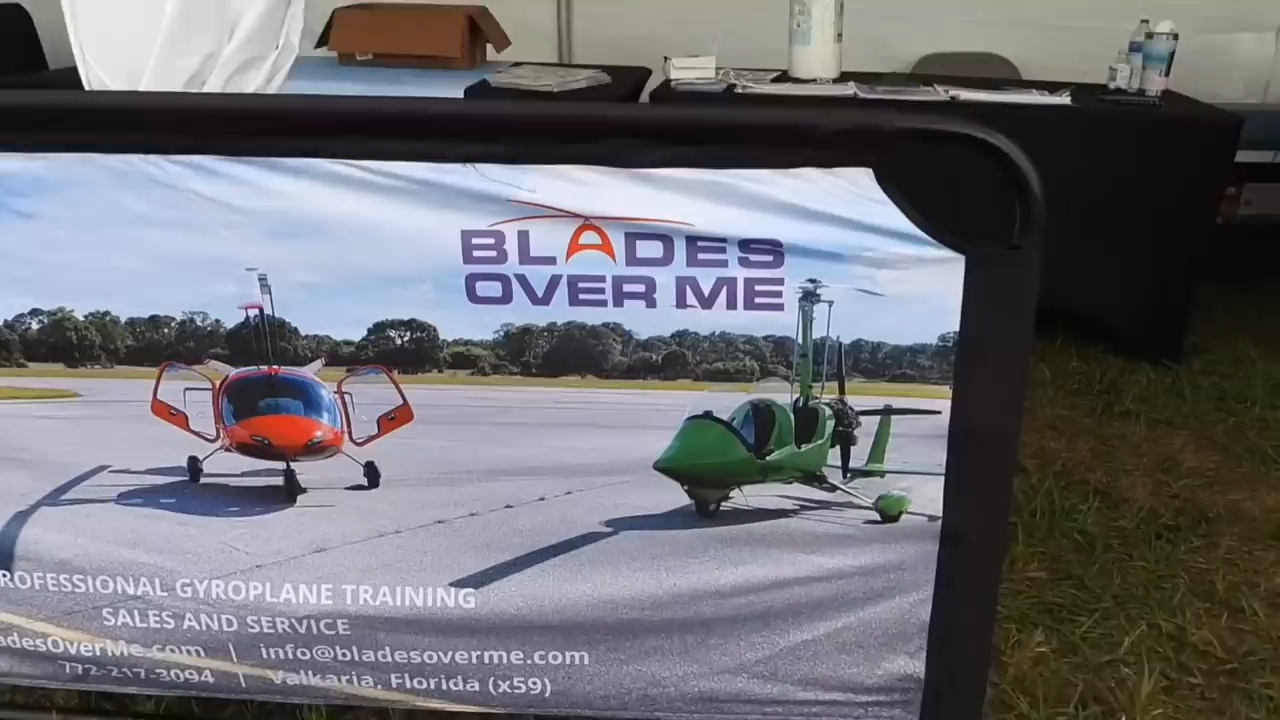 BLADES
OVER ME
ROFESSIONAL GYROPLANE TRAINING
SALES AND SERVICE
adesOverMe.com | info@bladesoverme.com
772-217-3094 | Valkaria, Florida (x59)